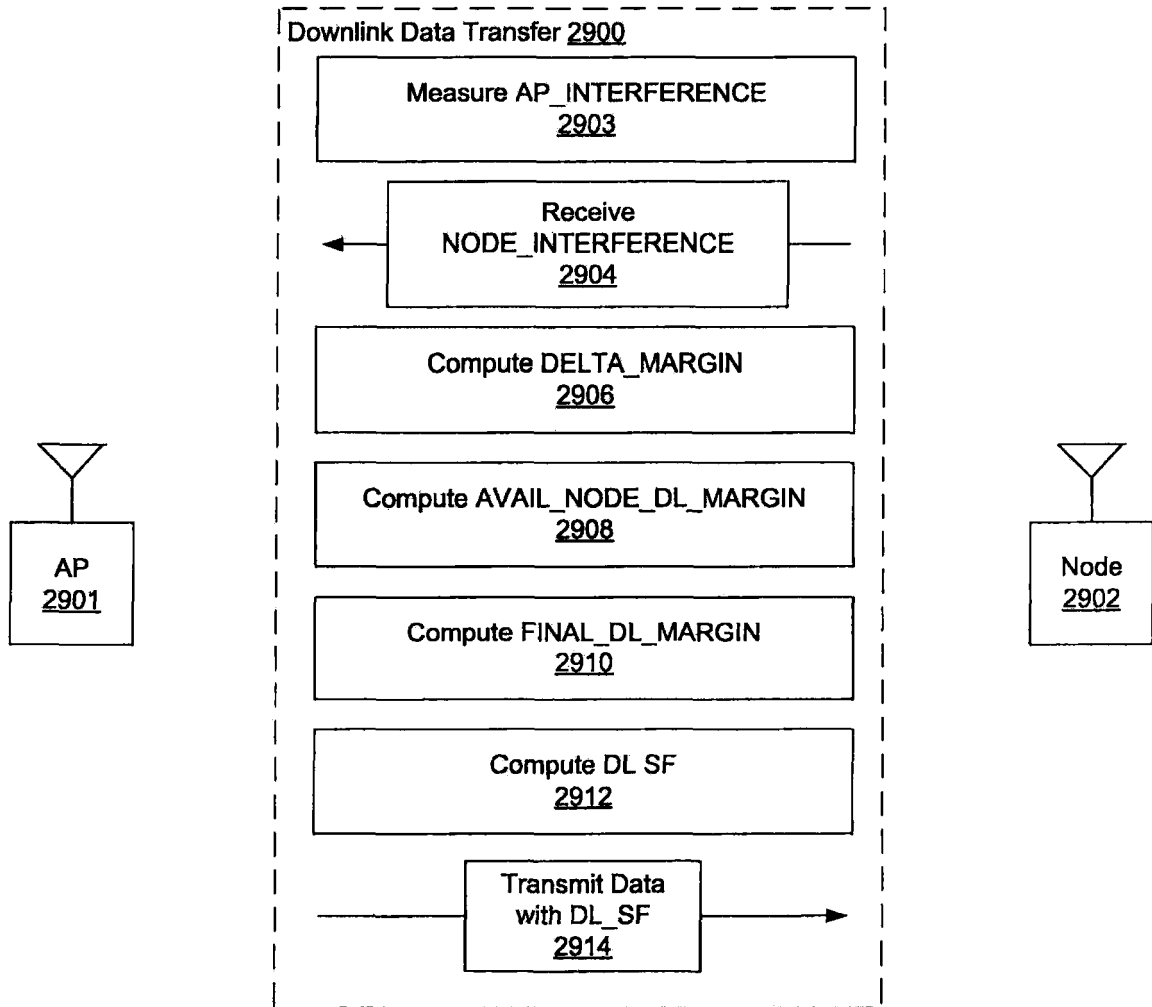 Downlink Data Transfer 2900
Measure AP_INTERFERENCE
2903
Receive
NODE_INTERFERENCE
2904
Compute DELTA_MARGIN
2906
Compute AVAIL_NODE_DL_MARGIN
2908
AP
2901
Node
2902
Compute FINAL_DL_MARGIN
2910
Compute DL SF
2912
Transmit Data
with DL_SF
2914